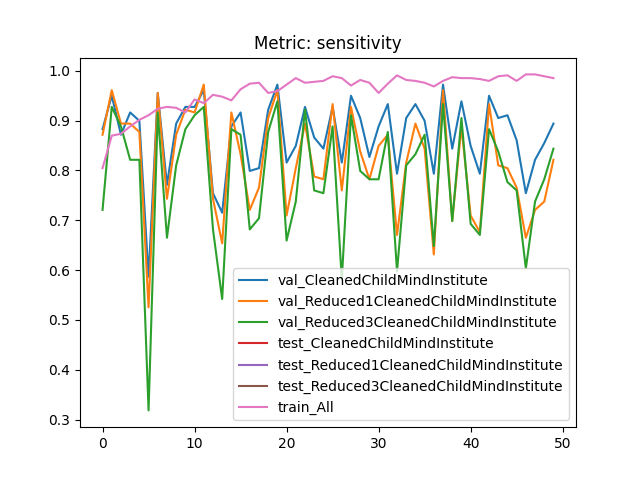 Metric: sensitivity
1.0
0.9
0.8
0.7
0.6
0.5
0.4
0.3
val_CleanedChildMindInstitute
val_Reduced1CleanedChildMindInstitute
val_Reduced3CleanedChildMindInstitute
test_CleanedChildMindInstitute
test_Reduced1CleanedChildMindInstitute
test_Reduced3CleanedChildMindInstitute
train_All
0 10 20 30 40 50